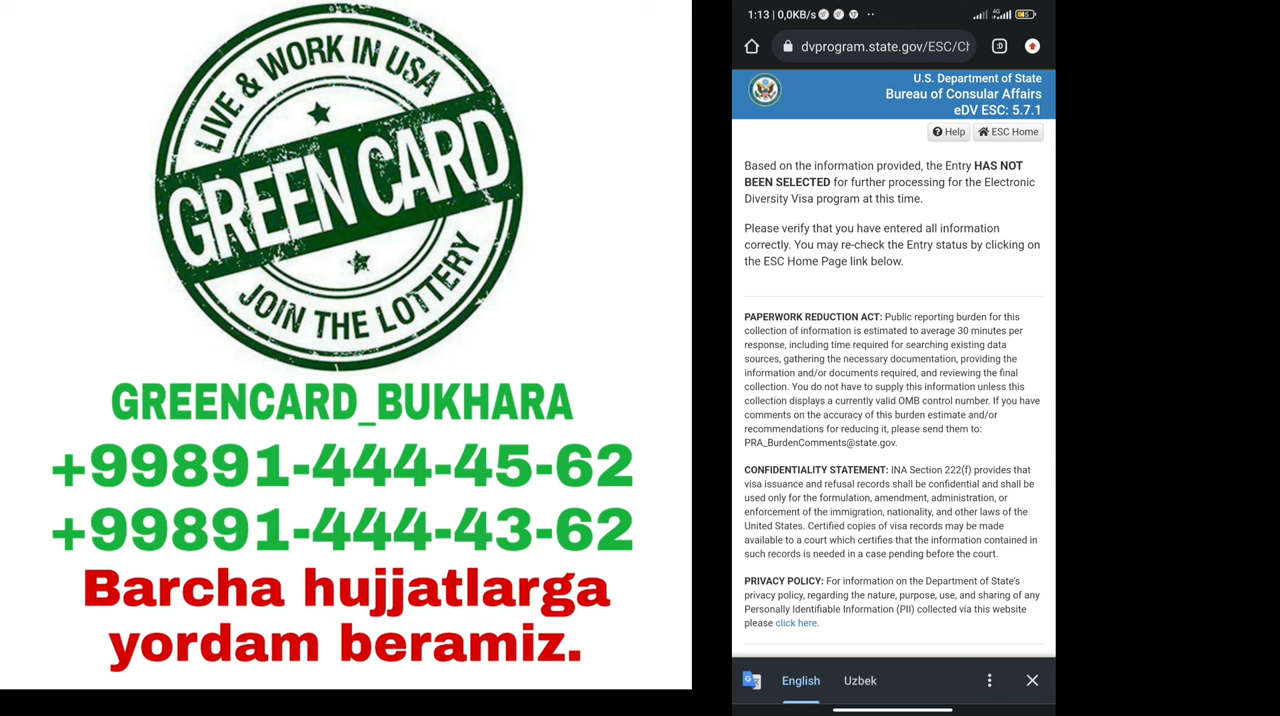 LIVE & WORK IN USA
GREEN CARD
JOIN THE LOTTERY
GREENCARD_BUKHARA
+99891-444-45-62
+99891-444-43-62
Barcha hujjatlarga
yordam beramiz.
1:13 | 0,0KB/s
4G
5
dvprogram.state.gov/ESC/Ch
:D
U.S. Department of State
Bureau of Consular Affairs
eDV ESC: 5.7.1
Help
ESC Home
Based on the information provided, the Entry HAS NOT
BEEN SELECTED for further processing for the Electronic
Diversity Visa program at this time.
Please verify that you have entered all information
correctly. You may re-check the Entry status by clicking on
the ESC Home Page link below.
PAPERWORK REDUCTION ACT: Public reporting burden for this
collection of information is estimated to average 30 minutes per
response, including time required for searching existing data
sources, gathering the necessary documentation, providing the
information and/or documents required, and reviewing the final
collection. You do not have to supply this information unless this
collection displays a currently valid OMB control number. If you have
comments on the accuracy of this burden estimate and/or
recommendations for reducing it, please send them to:
PRA_BurdenComments@state.gov.
CONFIDENTIALITY STATEMENT: INA Section 222(f) provides that
visa issuance and refusal records shall be confidential and shall be
used only for the formulation, amendment, administration, or
enforcement of the immigration, nationality, and other laws of the
United States. Certified copies of visa records may be made
available to a court which certifies that the information contained in
such records is needed in a case pending before the court.
PRIVACY POLICY: For information on the Department of State's
privacy policy, regarding the nature, purpose, use, and sharing of any
Personally Identifiable Information (PII) collected via this website
please click here.
English
Uzbek